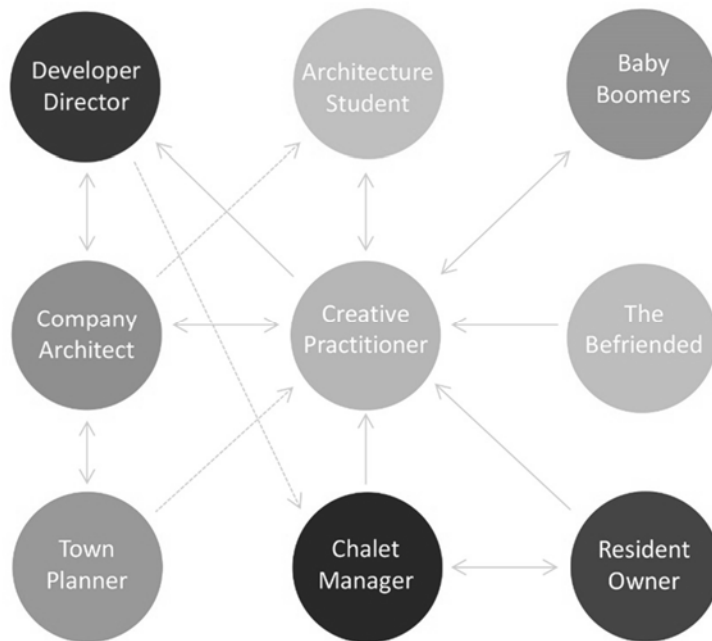 Developer
Director
Architecture
Student
Baby
Boomers
Company
Architect
Creative
Practitioner
The
Befriended
Town
Planner
Chalet
Manager
Resident
Owner